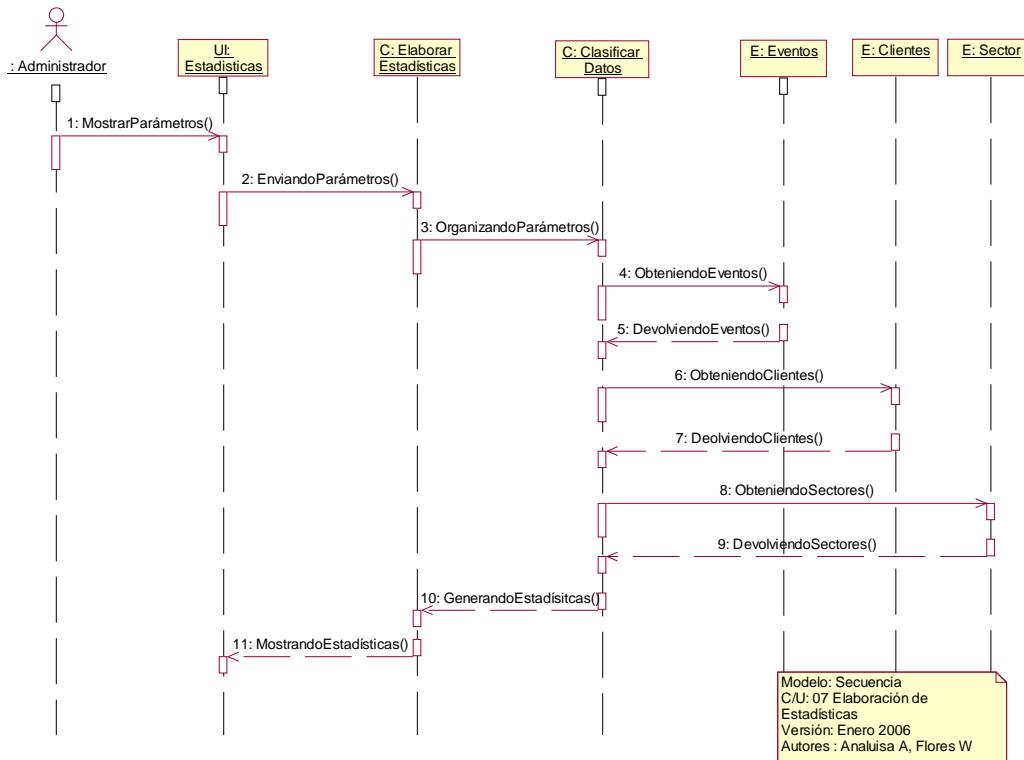 : Administrador
UI:
Estadisticas
C: Elaborar
Estadísticas
C: Clasificar
Datos
E: Eventos
E: Clientes
E: Sector
1: MostrarParámetros()
2: EnviandoParámetros()
3: OrganizandoParámetros()
4: ObteniendoEventos()
5: DevolviendoEventos()
6: ObteniendoClientes()
7: DeolviendoClientes()
8: ObteniendoSectores()
9: DevolviendoSectores()
10: GenerandoEstadísitcas()
11: MostrandoEstadísticas()
Modelo: Secuencia
C/U: 07 Elaboración de
Estadísticas
Versión: Enero 2006
Autores : Analuisa A, Flores W